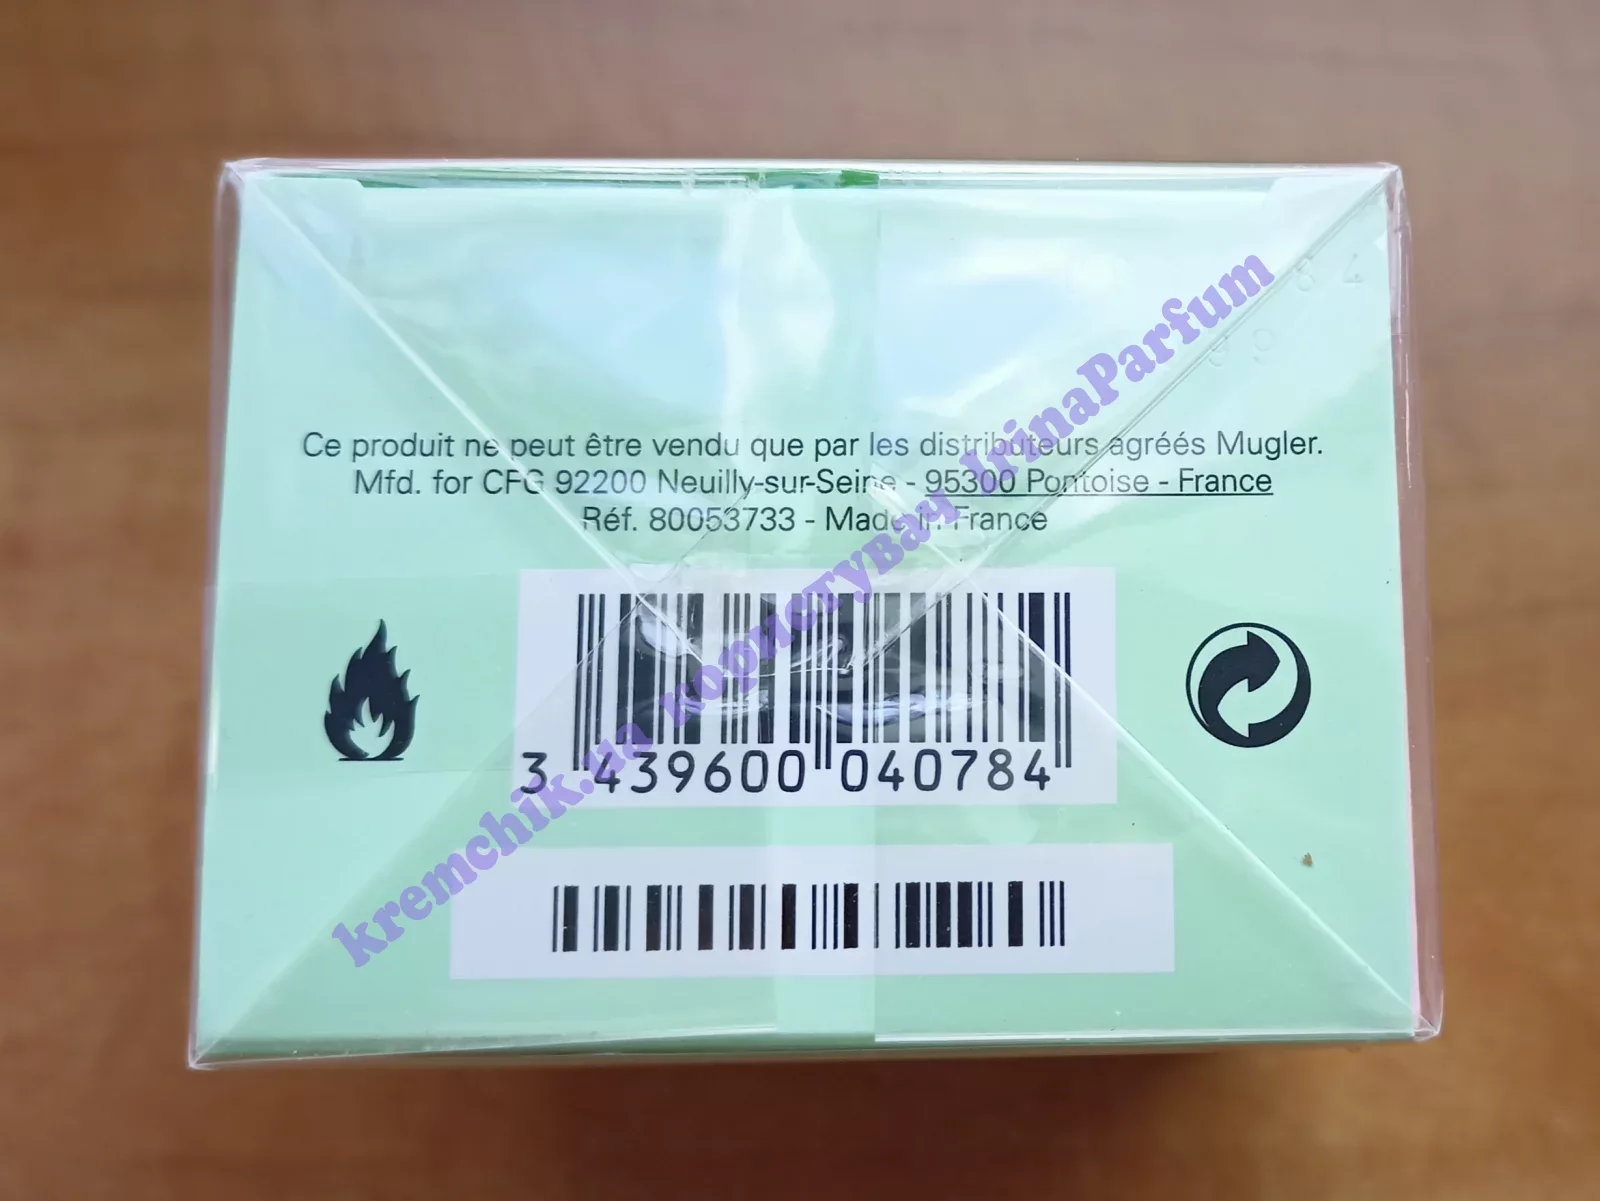 Ce produit ne peut être vendu que par les distributeurs agréés Mugler.
Mfd. for CFG 92200 Neuilly-sur-Seine - 95300 Pontoise - France
Réf. 80053733 - Made in France
3 439600 040784
kremchik.ua користувач IrinaParfum